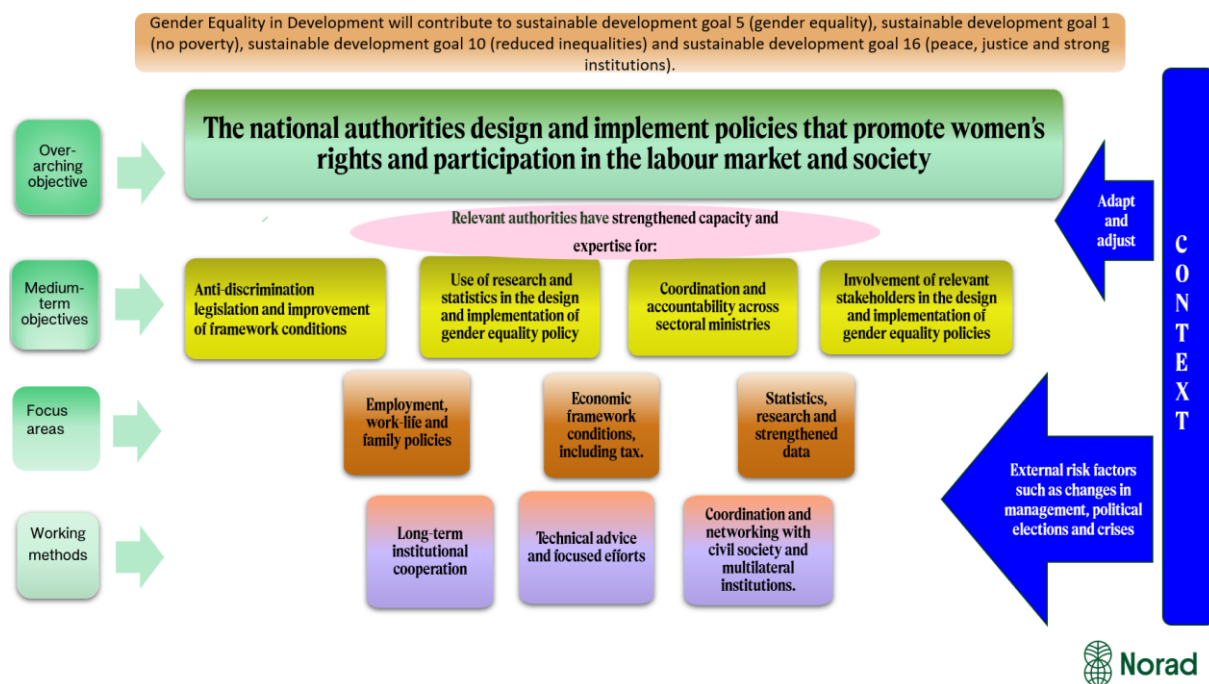 Gender Equality in Development will contribute to sustainable development goal 5 (gender equality), sustainable development goal 1
(no poverty), sustainable development goal 10 (reduced inequalities) and sustainable development goal 16 (peace, justice and strong
institutions).
Over-
arching
objective
The national authorities design and implement policies that promote women’s
rights and participation in the labour market and society
Adapt
and
adjust
CONTEXT
Relevant authorities have strengthened capacity and
expertise for:
Medium-
term
objectives
Anti-discrimination
legislation and improvement
of framework conditions
Use of research and
statistics in the design
and implementation of
gender equality policy
Coordination and
accountability across
sectoral ministries
Involvement of relevant
stakeholders in the design
and implementation of
gender equality policies
Focus
areas
Employment,
work-life and
family policies
Economic
framework
conditions,
including tax.
Statistics,
research and
strengthened
data
External risk factors
such as changes in
management, political
elections and crises
Working
methods
Long-term
institutional
cooperation
Technical advice
and focused efforts
Coordination and
networking with
civil society and
multilateral
institutions.
Norad